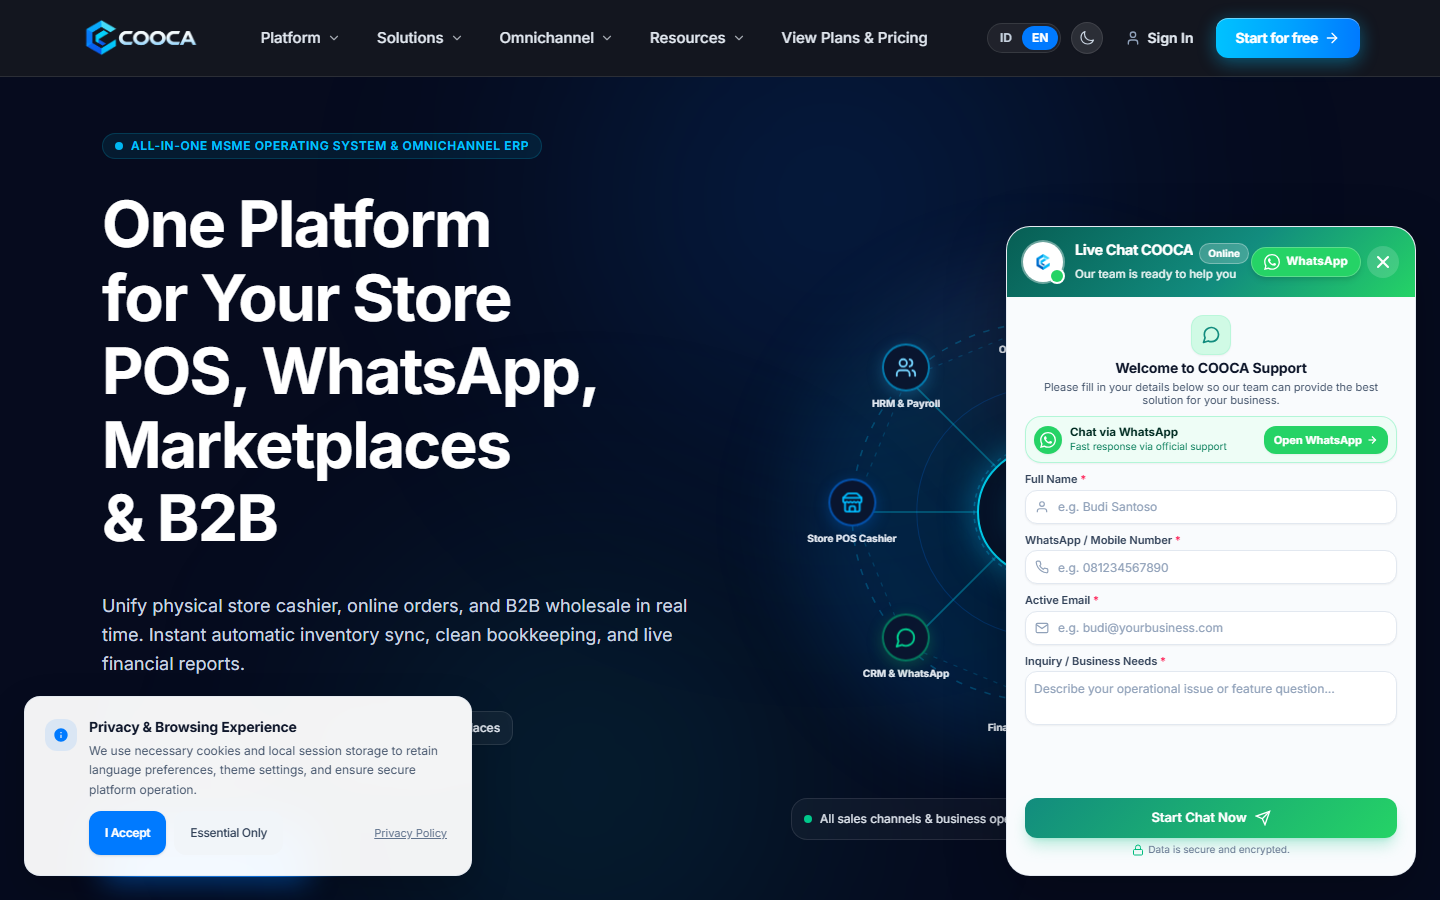 COOCA
Platform
Solutions
Omnichannel
Resources
View Plans & Pricing
ID
EN
Sign In
Start for free
ALL-IN-ONE MSME OPERATING SYSTEM & OMNICHANNEL ERP
One Platform
for Your Store
POS, WhatsApp,
Marketplaces
& B2B
Unify physical store cashier, online orders, and B2B wholesale in real
time. Instant automatic inventory sync, clean bookkeeping, and live
financial reports.
HRM & Payroll
Store POS Cashier
CRM & WhatsApp
All sales channels & business
Privacy & Browsing Experience
We use necessary cookies and local session storage to retain
language preferences, theme settings, and ensure secure
platform operation.
I Accept
Essential Only
Privacy Policy
Live Chat COOCA
Online
Our team is ready to help you
WhatsApp
Welcome to COOCA Support
Please fill in your details below so our team can provide the best
solution for your business.
Chat via WhatsApp
Fast response via official support
Open WhatsApp
Full Name *
e.g. Budi Santoso
WhatsApp / Mobile Number *
e.g. 081234567890
Active Email *
e.g. budi@yourbusiness.com
Inquiry / Business Needs *
Describe your operational issue or feature question...
Start Chat Now
Data is secure and encrypted.